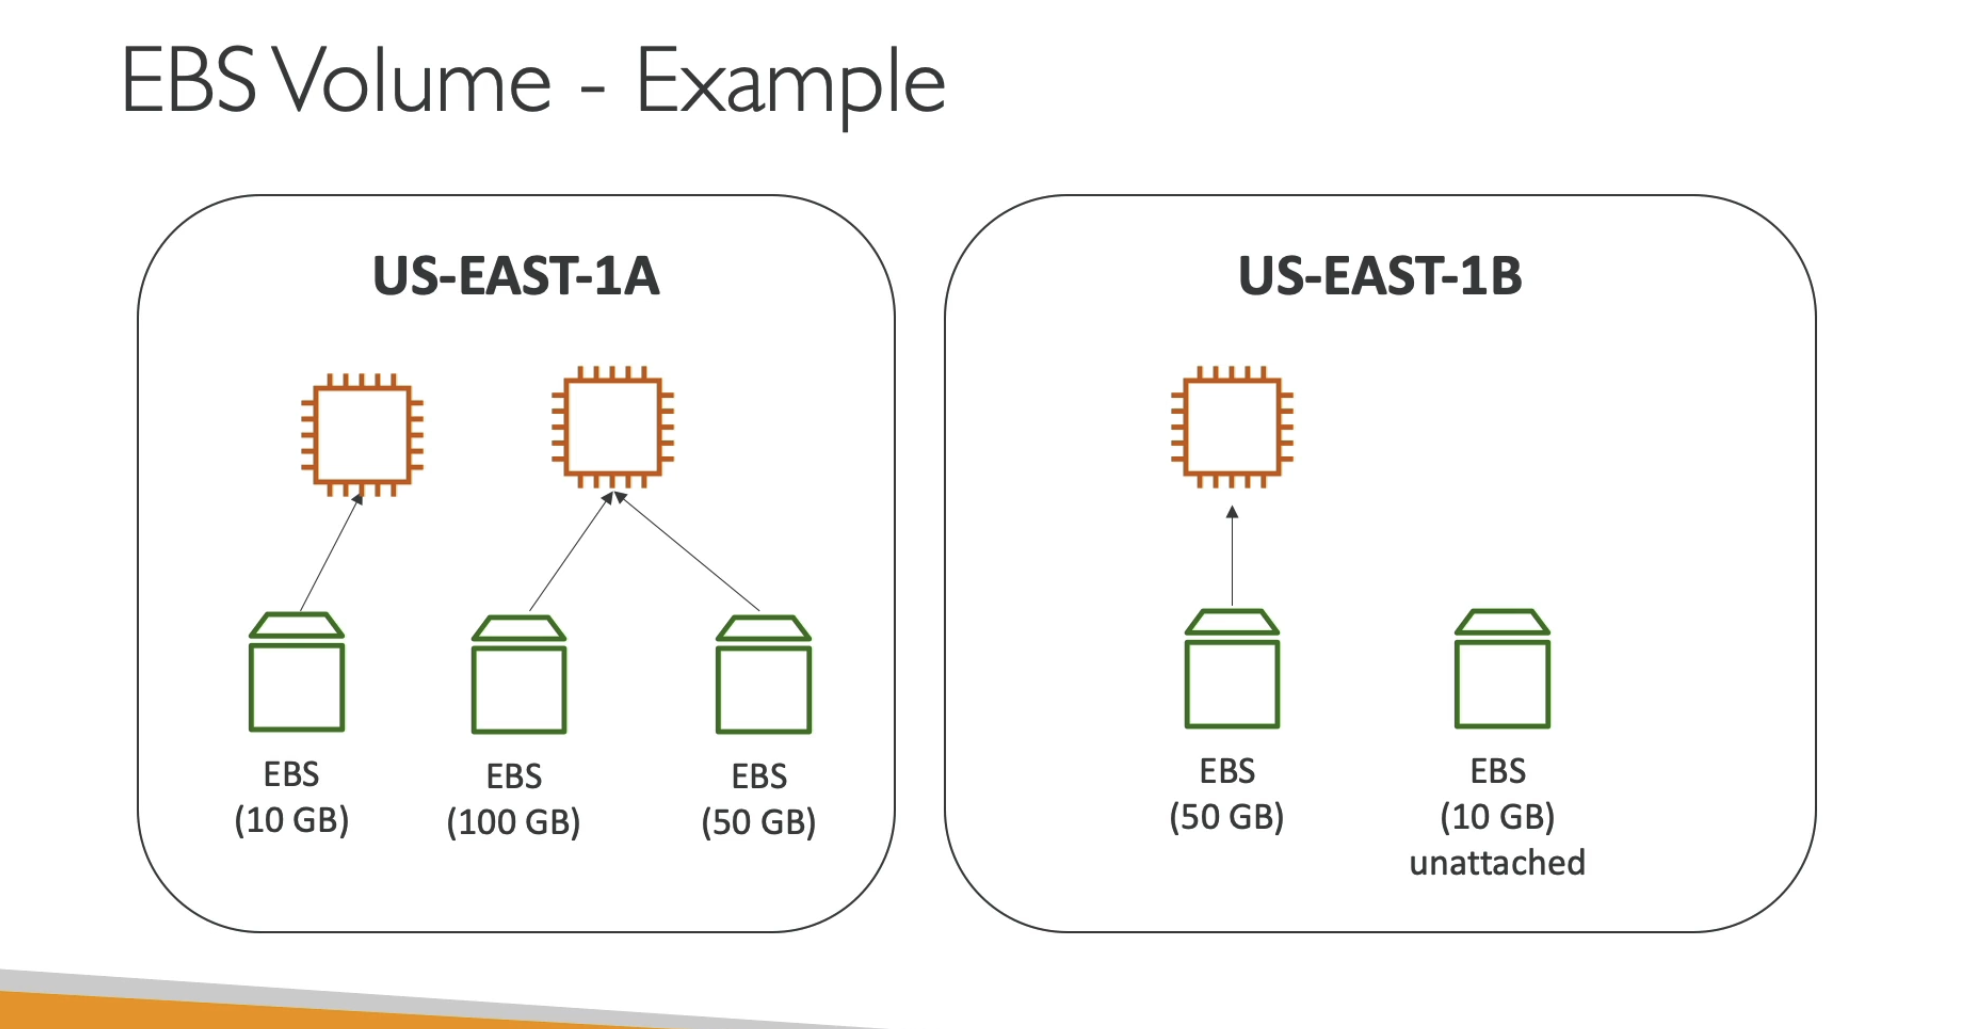 EBS Volume - Example
US-EAST-1A
EBS
(10 GB)
EBS
(100 GB)
EBS
(50 GB)
US-EAST-1B
EBS
(50 GB)
EBS
(10 GB)
unattached